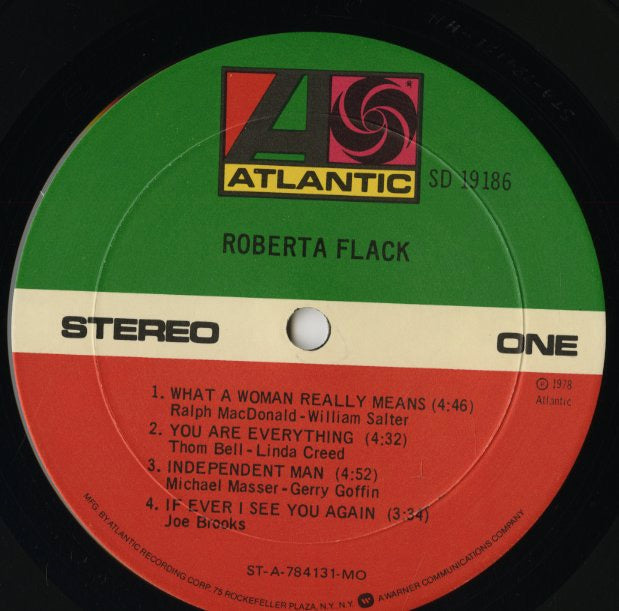 ATLANTIC
SD 19186
ROBERTA FLACK
STEREO
ONE
℗ 1978
Atlantic
1. WHAT A WOMAN REALLY MEANS (4:46)
Ralph MacDonald - William Salter
2. YOU ARE EVERYTHING (4:32)
Thom Bell - Linda Creed
3. INDEPENDENT MAN (4:52)
Michael Masser - Gerry Goffin
4. IF EVER I SEE YOU AGAIN (3:34)
Joe Brooks
ST-A-784131-MO
MFG. BY ATLANTIC RECORDING CORP. 75 ROCKEFELLER PLAZA, N.Y., N.Y. A WARNER COMMUNICATIONS COMPANY